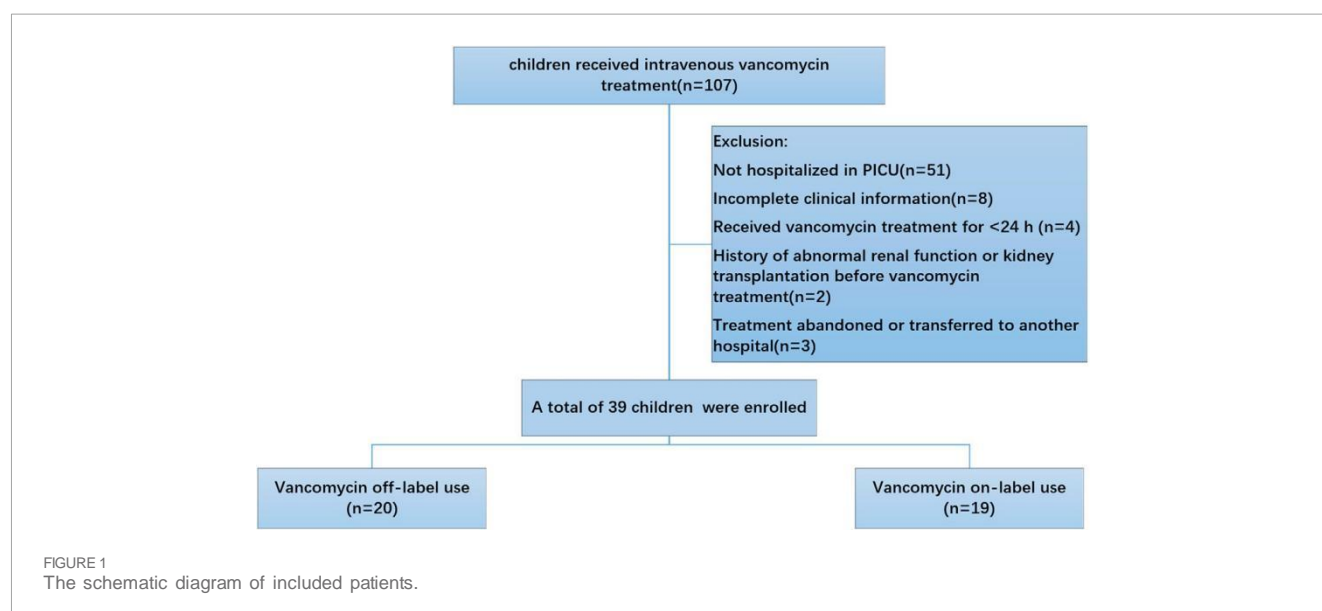 children received intravenous vancomycin
treatment(n=107)
Exclusion:
Not hospitalized in PICU(n=51)
Incomplete clinical information(n=8)
Received vancomycin treatment for <24 h (n=4)
History of abnormal renal function or kidney
transplantation before vancomycin
treatment(n=2)
Treatment abandoned or transferred to another
hospital(n=3)
A total of 39 children were enrolled
Vancomycin off-label use
(n=20)
Vancomycin on-label use
(n=19)
FIGURE 1
The schematic diagram of included patients.